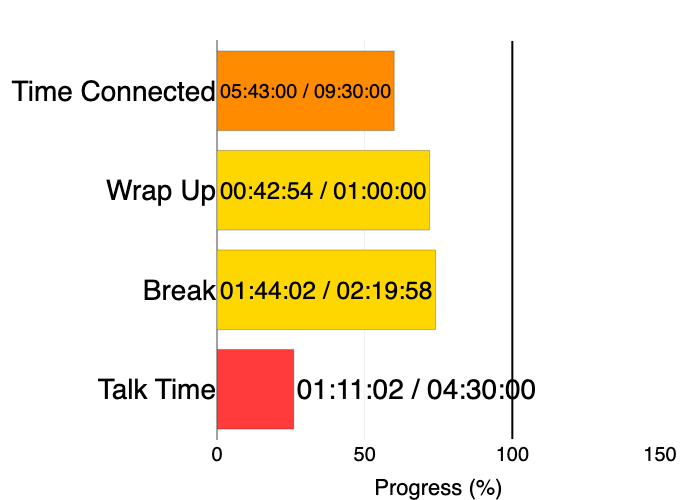 Time Connected 05:43:00 / 09:30:00
Wrap Up 00:42:54 / 01:00:00
Break 01:44:02 / 02:19:58
Talk Time 01:11:02 / 04:30:00
0 50 100 150
Progress (%)